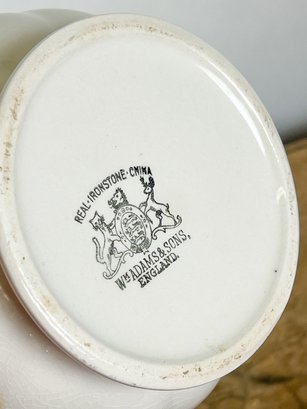 REAL·IRONSTONE·CHINA
Wᴹ ADAMS & SONS.
ENGLAND.